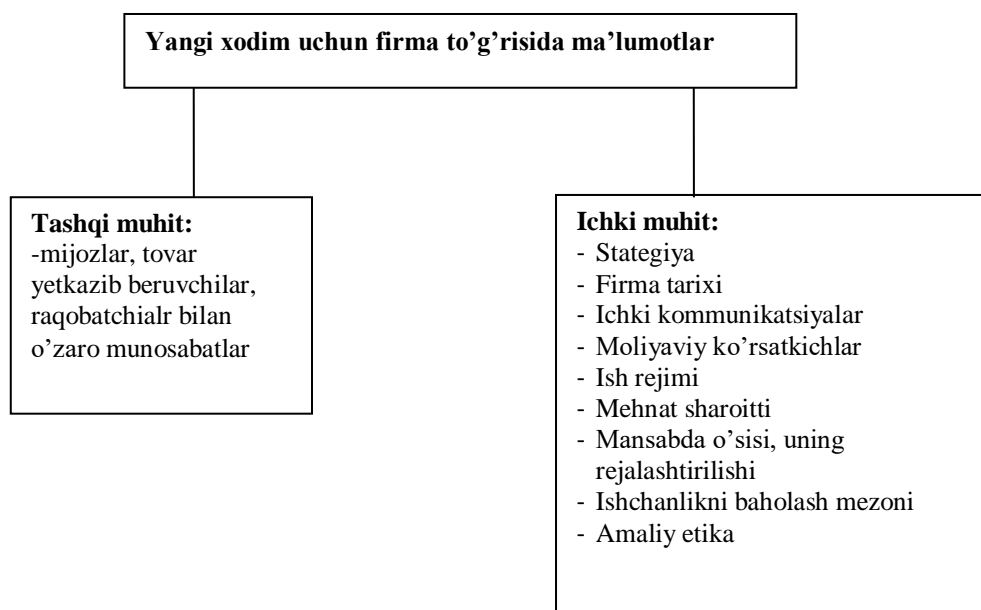 Yangi xodim uchun firma to’g’risida ma’lumotlar
Tashqi muhit:
-mijozlar, tovar
yetkazib beruvchilar,
raqobatchialr bilan
o’zaro munosabatlar
Ichki muhit:
- Stategiya
- Firma tarixi
- Ichki kommunikatsiyalar
- Moliyaviy ko’rsatkichlar
- Ish rejimi
- Mehnat sharoitti
- Mansabda o’sisi, uning
rejalashtirilishi
- Ishchanlikni baholash mezoni
- Amaliy etika